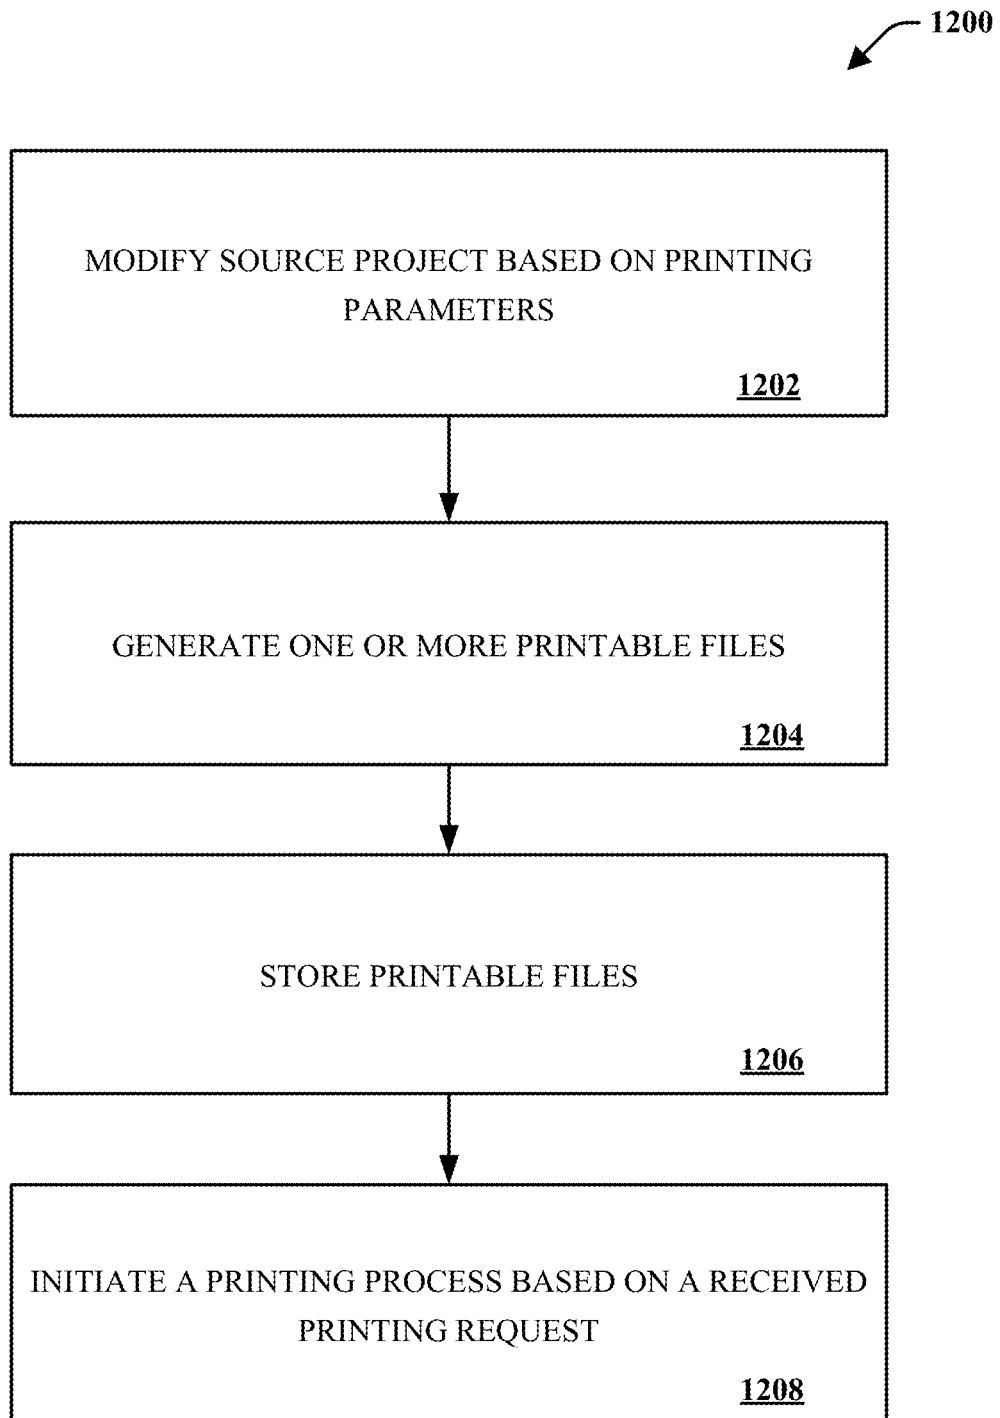 1200
MODIFY SOURCE PROJECT BASED ON PRINTING
PARAMETERS
1202
GENERATE ONE OR MORE PRINTABLE FILES
1204
STORE PRINTABLE FILES
1206
INITIATE A PRINTING PROCESS BASED ON A RECEIVED
PRINTING REQUEST
1208